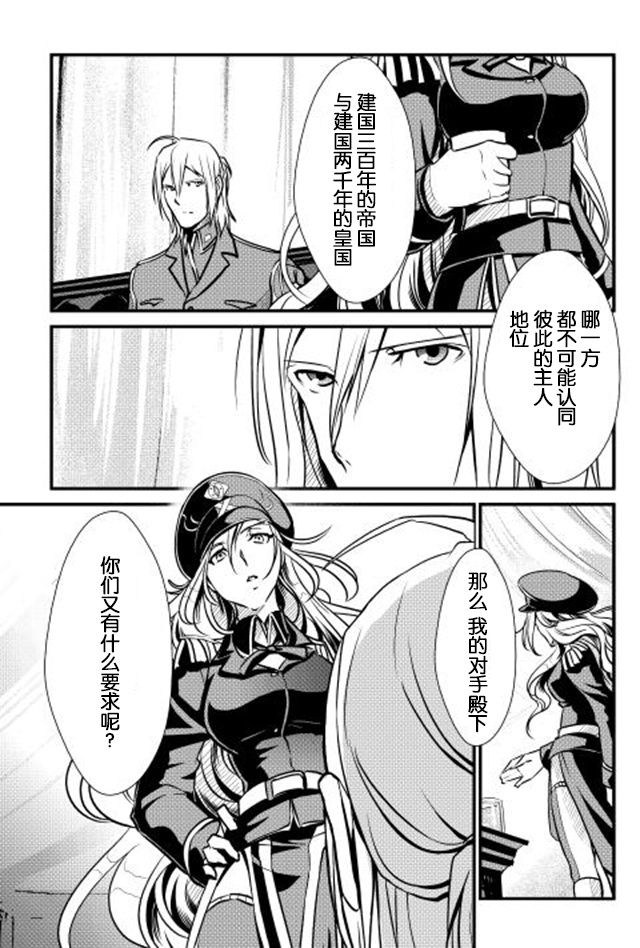 建国三百年的帝国
与建国两千年的皇国
哪一方
都不可能认同
彼此的主人
地位
那么 我的对手殿下
你们又有什么要求呢？